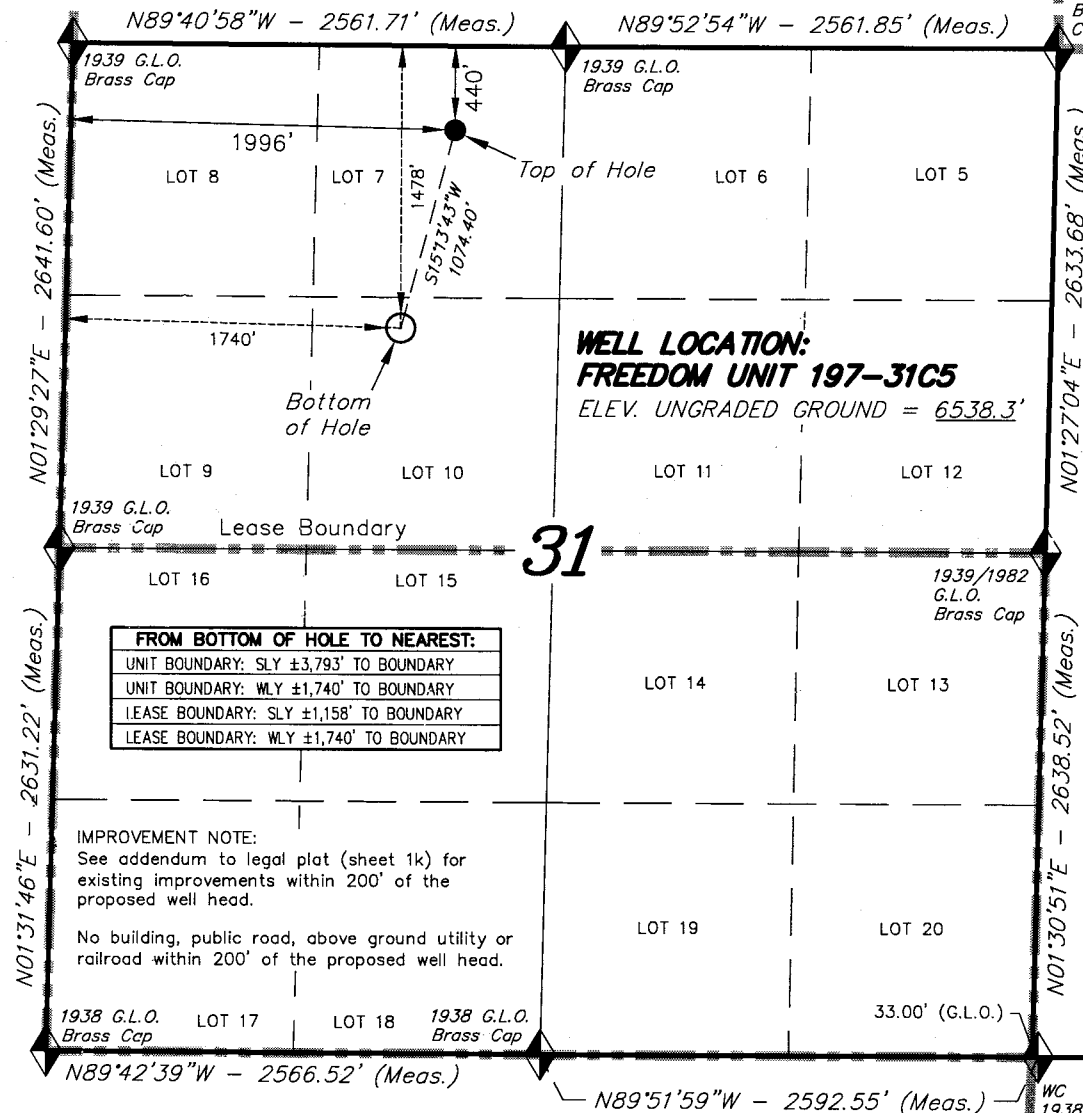 N89°40'58"W - 2561.71' (Meas.)
N89°52'54"W - 2561.85' (Meas.)
1939 G.L.O.
Brass Cap
1939 G.L.O.
Brass Cap
440'
1996'
Top of Hole
LOT 8
LOT 7
LOT 6
LOT 5
1478'
S15°13'43"W
1074.40'
N01°29'27"E - 2641.60' (Meas.)
N01°27'04"E - 2633.68' (Meas.)
1740'
Bottom
of Hole
WELL LOCATION:
FREEDOM UNIT 197-31C5
ELEV. UNGRADED GROUND = 6538.3'
LOT 9
LOT 10
LOT 11
LOT 12
1939 G.L.O.
Brass Cap
Lease Boundary
31
LOT 16
LOT 15
1939/1982
G.L.O.
Brass Cap
FROM BOTTOM OF HOLE TO NEAREST:
UNIT BOUNDARY: SLY ±3,793' TO BOUNDARY
UNIT BOUNDARY: WLY ±1,740' TO BOUNDARY
LEASE BOUNDARY: SLY ±1,158' TO BOUNDARY
LEASE BOUNDARY: WLY ±1,740' TO BOUNDARY
LOT 14
LOT 13
N01°31'46"E - 2631.22' (Meas.)
N01°30'51"E - 2638.52' (Meas.)
IMPROVEMENT NOTE:
See addendum to legal plat (sheet 1k) for
existing improvements within 200' of the
proposed well head.
No building, public road, above ground utility or
railroad within 200' of the proposed well head.
LOT 19
LOT 20
33.00' (G.L.O.)
1938 G.L.O.
Brass Cap
LOT 17
LOT 18
1938 G.L.O.
Brass Cap
N89°42'39"W - 2566.52' (Meas.)
N89°51'59"W - 2592.55' (Meas.)
WC
1938